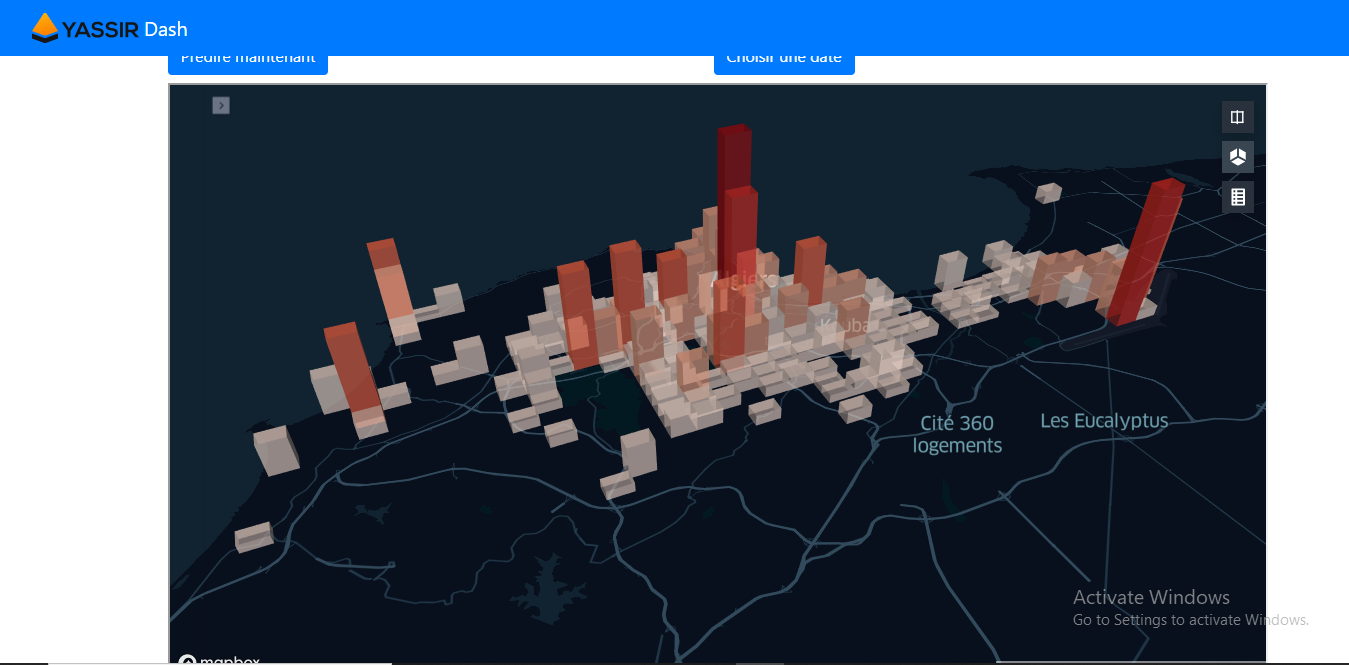 YASSIR Dash
Prédire maintenant
Choisir une date
Algiers
Kouba
Cité 360
logements
Les Eucalyptus
Activate Windows
Go to Settings to activate Windows.
mapbox